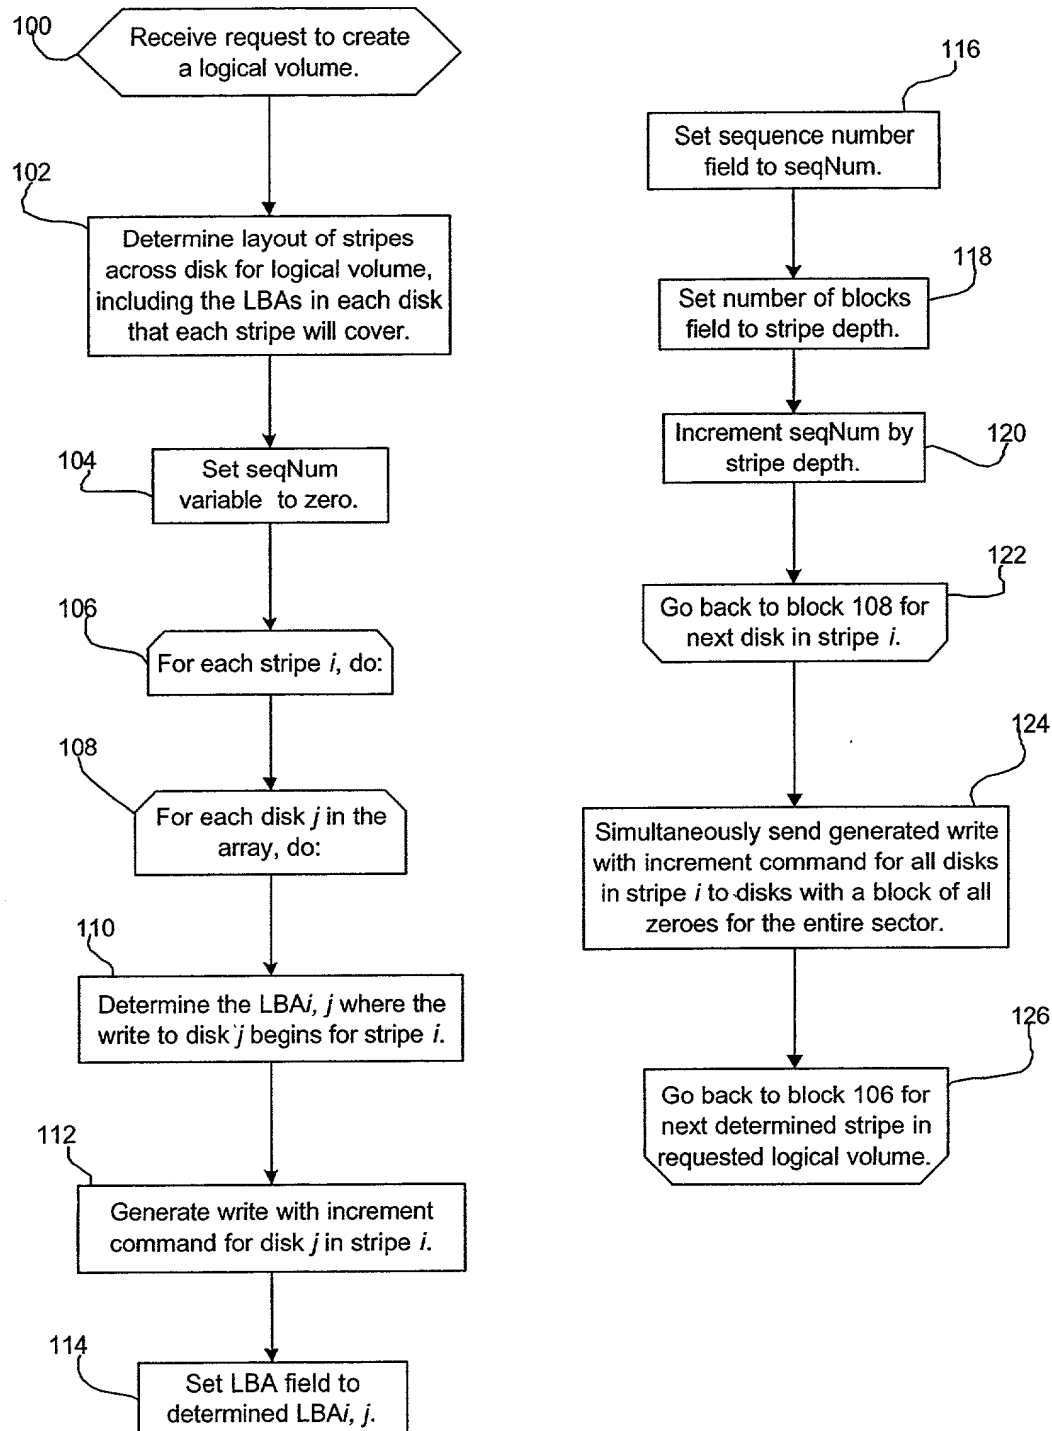 100
Receive request to create
a logical volume.
102
Determine layout of stripes
across disk for logical volume,
including the LBAs in each disk
that each stripe will cover.
104
Set seqNum
variable to zero.
106
For each stripe i, do:
108
For each disk j in the
array, do:
110
Determine the LBAi, j where the
write to disk j begins for stripe i.
112
Generate write with increment
command for disk j in stripe i.
114
Set LBA field to
determined LBAi, j.
116
Set sequence number
field to seqNum.
118
Set number of blocks
field to stripe depth.
120
Increment seqNum by
stripe depth.
122
Go back to block 108 for
next disk in stripe i.
124
Simultaneously send generated write
with increment command for all disks
in stripe i to disks with a block of all
zeroes for the entire sector.
126
Go back to block 106 for
next determined stripe in
requested logical volume.